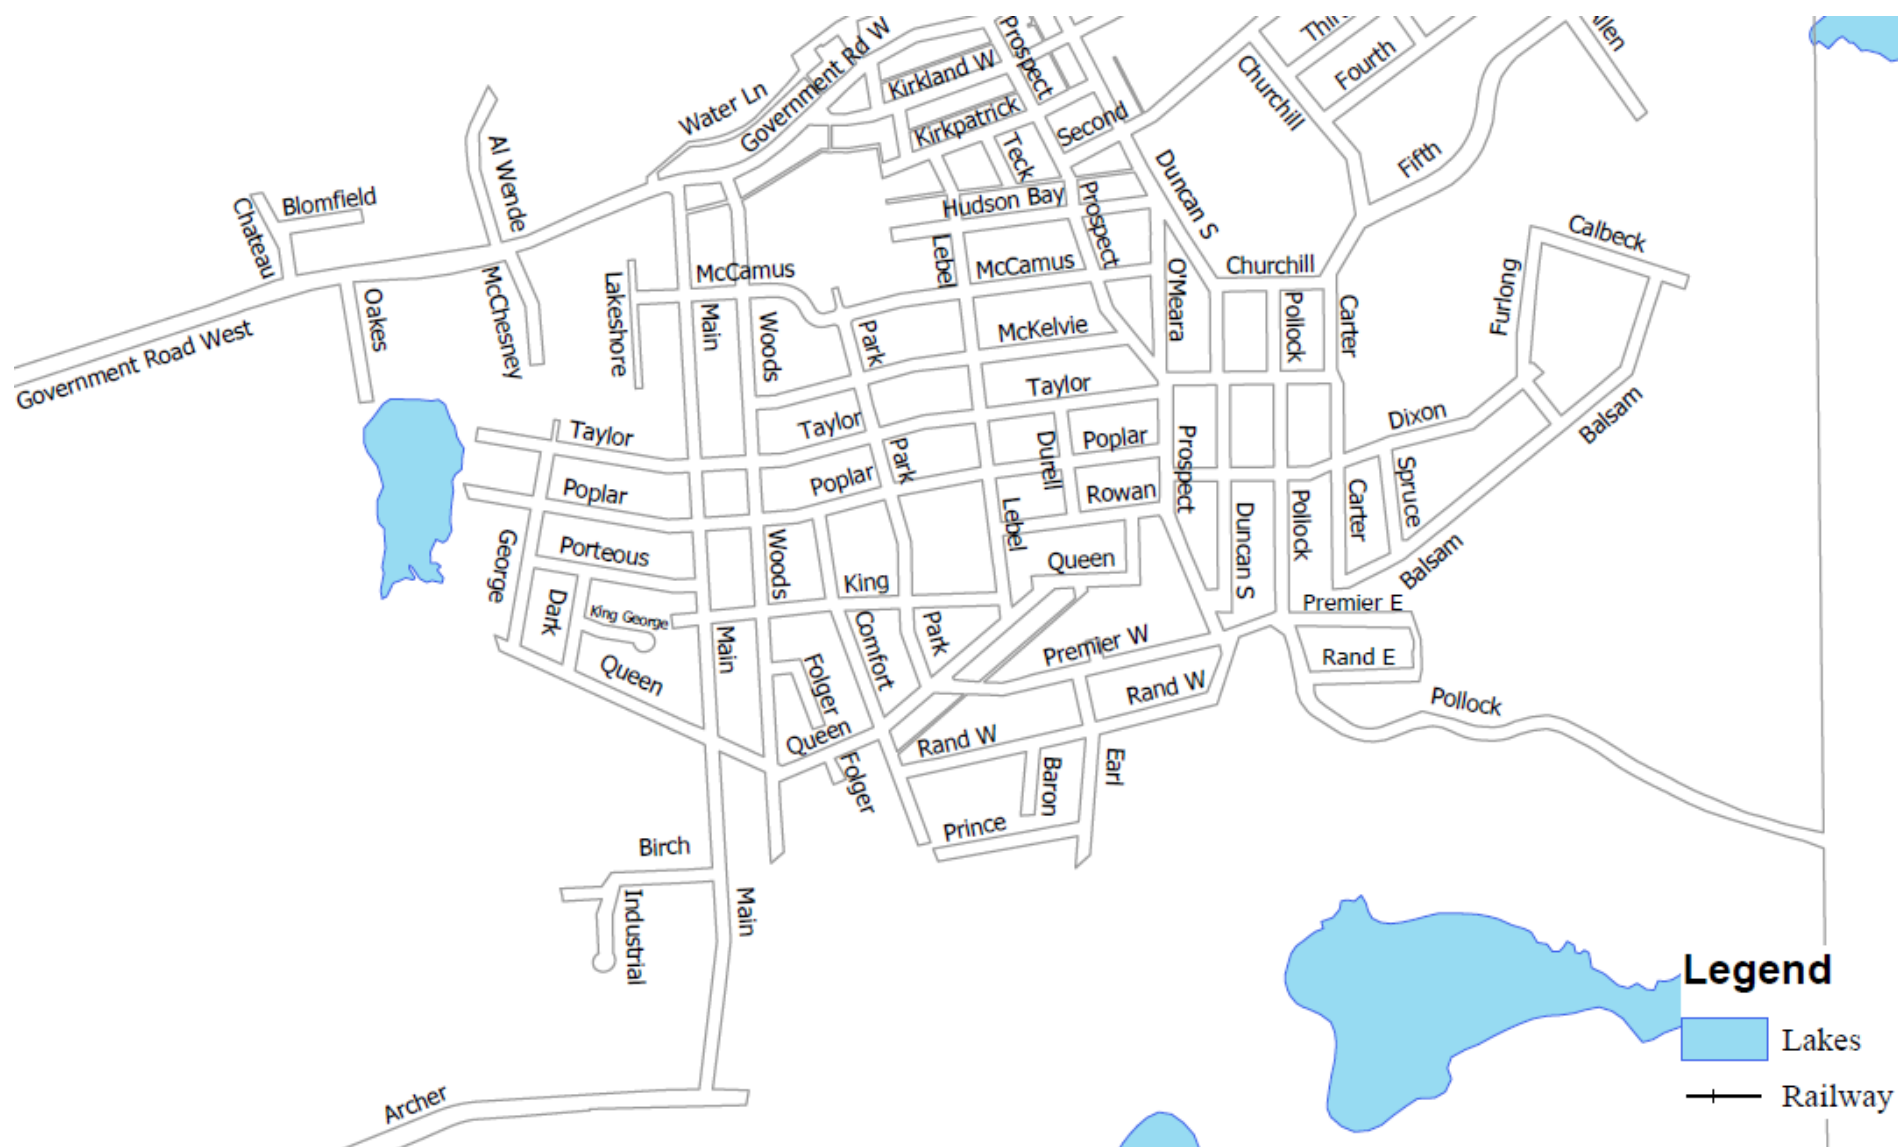 Prospect
Fourth
Government Rd W
Kirkland W
Churchill
Water Ln
Kirkpatrick
Second
Al Wende
Teck
Fifth
Duncan S
Blomfield
Chateau
Hudson Bay
Prospect
Calbeck
Lebel
McCamus
McCamus
Churchill
McChesney
Lakeshore
Oakes
O'Meara
Furlong
Pollock
Carter
Main
Woods
Park
McKelvie
Government Road West
Taylor
Dixon
Balsam
Taylor
Taylor
Durell
Poplar
Prospect
Park
Poplar
Poplar
Rowan
Spruce
Carter
Pollock
Duncan S
Lebel
George
Porteous
Woods
Queen
Balsam
King
Dark
King George
Premier E
Main
Comfort
Park
Premier W
Rand E
Queen
Folger
Rand W
Pollock
Queen
Rand W
Folger
Baron
Earl
Prince
Birch
Industrial
Main
Archer
Legend
Lakes
Railway